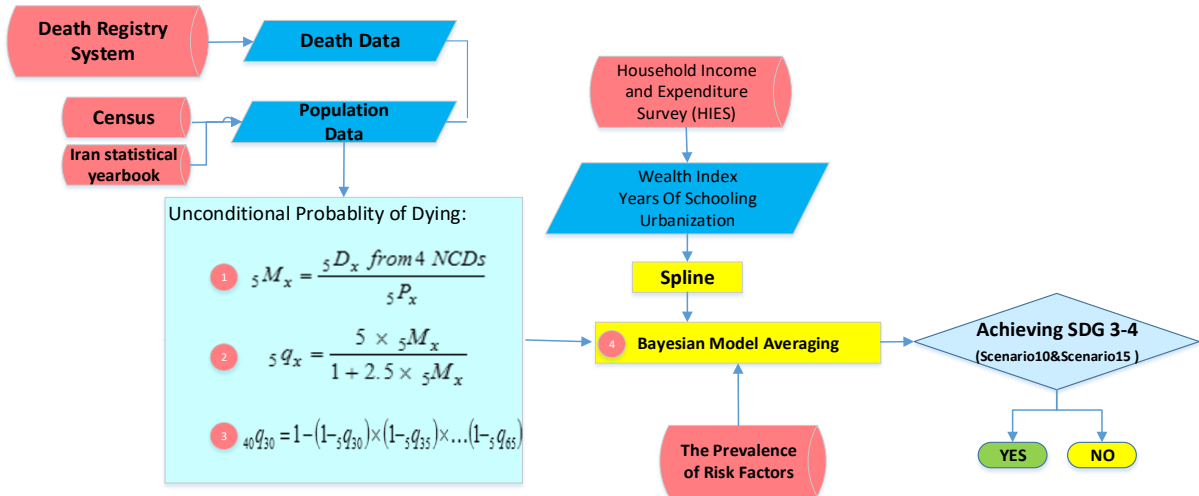 Death Registry
System
Death Data
Census
Iran statistical
yearbook
Population
Data
Unconditional Probablity of Dying:
1 ₅Mₓ = ₅Dₓ from 4 NCDs / ₅Pₓ
2 ₅qₓ = 5 × ₅Mₓ / 1 + 2.5 × ₅Mₓ
3 ₄₀q₃₀ = 1−(1−₅q₃₀)×(1−₅q₃₅)×…(1−₅q₆₅)
Household Income
and Expenditure
Survey (HIES)
Wealth Index
Years Of Schooling
Urbanization
Spline
4 Bayesian Model Averaging
The Prevalence
of Risk Factors
Achieving SDG 3-4
(Scenario10&Scenario15 )
YES
NO